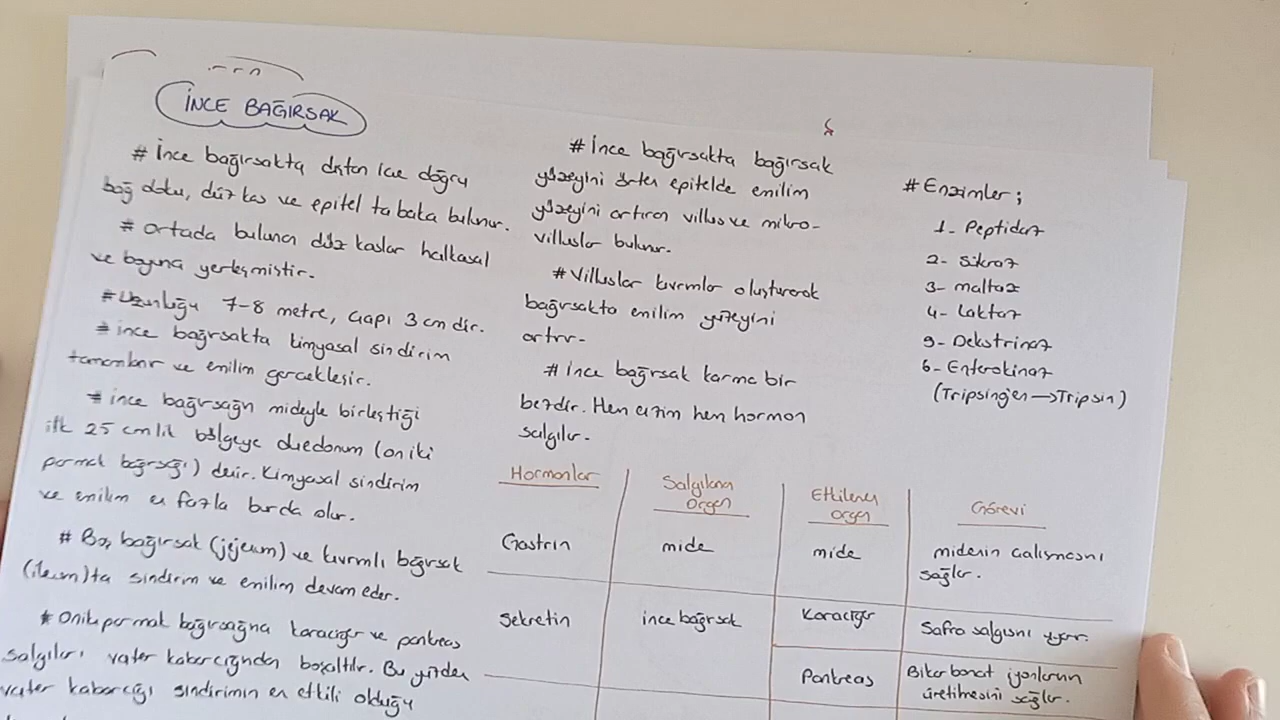 İNCE BAĞIRSAK
# İnce bağırsakta dıştan içe doğru
bağ doku, düz kas ve epitel tabaka bulunur.
# ortada bulunan düz kaslar halkasal
ve boyuna yerleşmiştir.
# Uzunluğu 7-8 metre, çapı 3 cm dir.
# ince bağırsakta kimyasal sindirim
tamamlanır ve emilim gerçekleşir.
# ince bağırsağın mideyle birleştiği
ilk 25 cm lik bölgeye duedonum (on iki
parmak bağırsağı) denir. Kimyasal sindirim
ve emilim en fazla burda olur.
# Boş bağırsak (jejenum) ve kıvrımlı bağırsak
(ileum)ta sindirim ve emilim devam eder.
# Onikiparmak bağırsağına karaciğer ve pankreas
salgıları vater kabarcığından boşaltılır. Bu yüzden
vater kabarcığı sindirimin en etkili olduğu
# İnce bağırsakta bağırsak
yüzeyini örten epitelde emilim
yüzeyini artıran villus ve mikro-
villuslar bulunur.
# Villuslar kıvrımlar oluşturarak
bağırsakta emilim yüzeyini
artırır.
# İnce bağırsak karma bir
bezdir. Hem enzim hem hormon
salgılar.
# Enzimler ;
1- Peptidaz
2- Sükraz
3- maltaz
4- Laktaz
5- Dekstrinaz
6- Enterokinaz
(Tripsinojen → Tripsin)
Hormonlar Salgılanan Organ Etkilenen Organ Görevi
Gastrin mide mide midenin çalışmasını
sağlar.
Sekretin ince bağırsak Karaciğer Safra salgısını uyarır.
Pankreas Bikarbonat iyonlarının
üretilmesini sağlar.